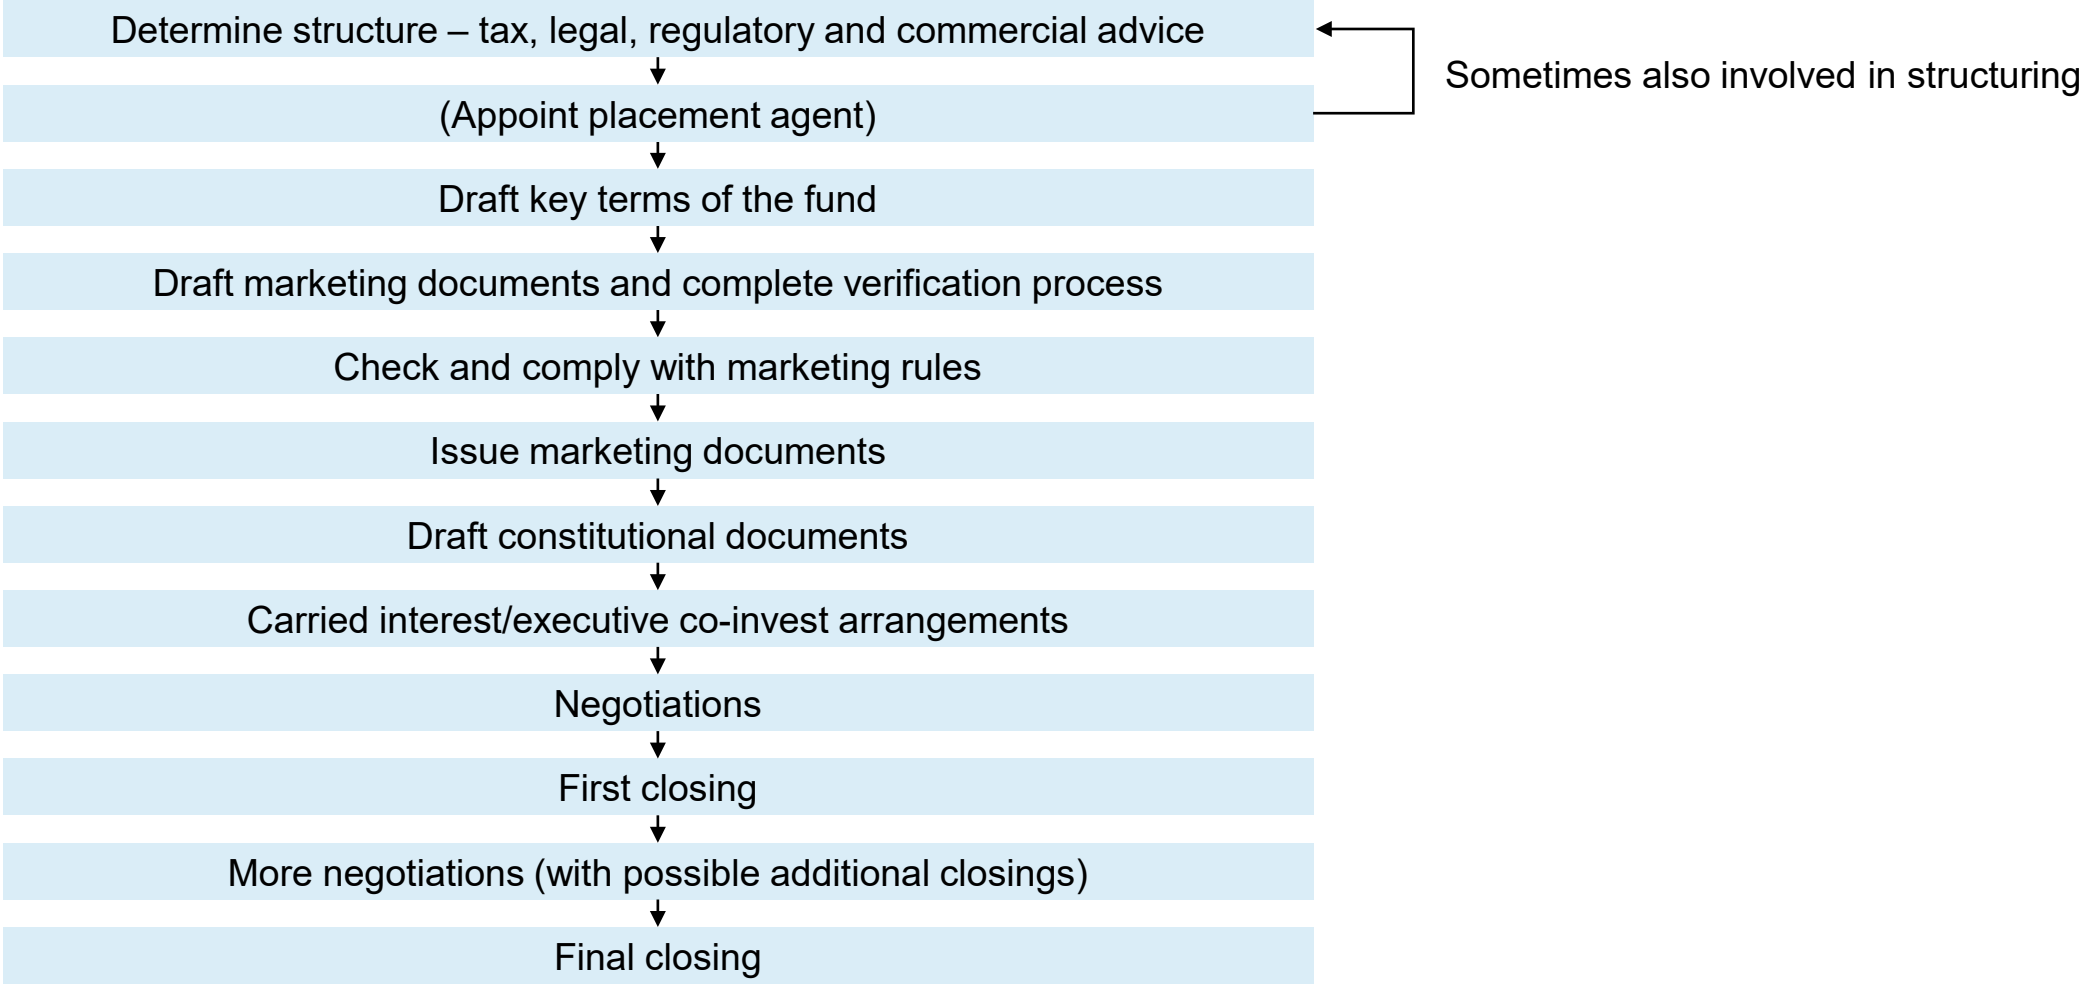 Determine structure – tax, legal, regulatory and commercial advice
Sometimes also involved in structuring
(Appoint placement agent)
Draft key terms of the fund
Draft marketing documents and complete verification process
Check and comply with marketing rules
Issue marketing documents
Draft constitutional documents
Carried interest/executive co-invest arrangements
Negotiations
First closing
More negotiations (with possible additional closings)
Final closing